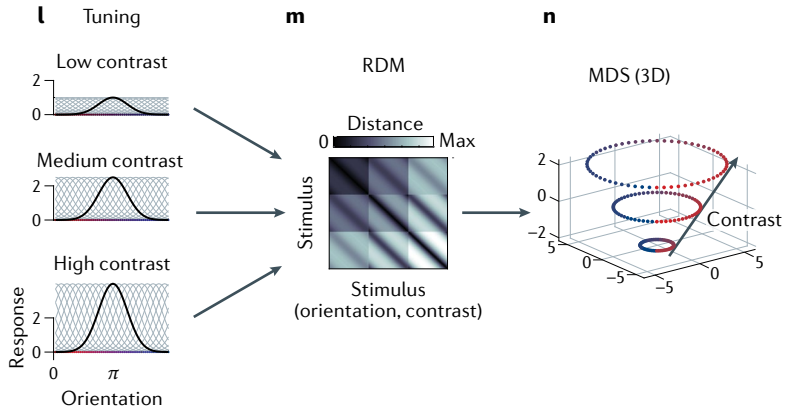 l Tuning
Low contrast
2
0
Medium contrast
2
0
High contrast
2
0
Response
0 π
Orientation
m
RDM
Distance
0 Max
Stimulus
Stimulus
(orientation, contrast)
n
MDS (3D)
2
0
−2
5
0
−5
−5
0
5
Contrast